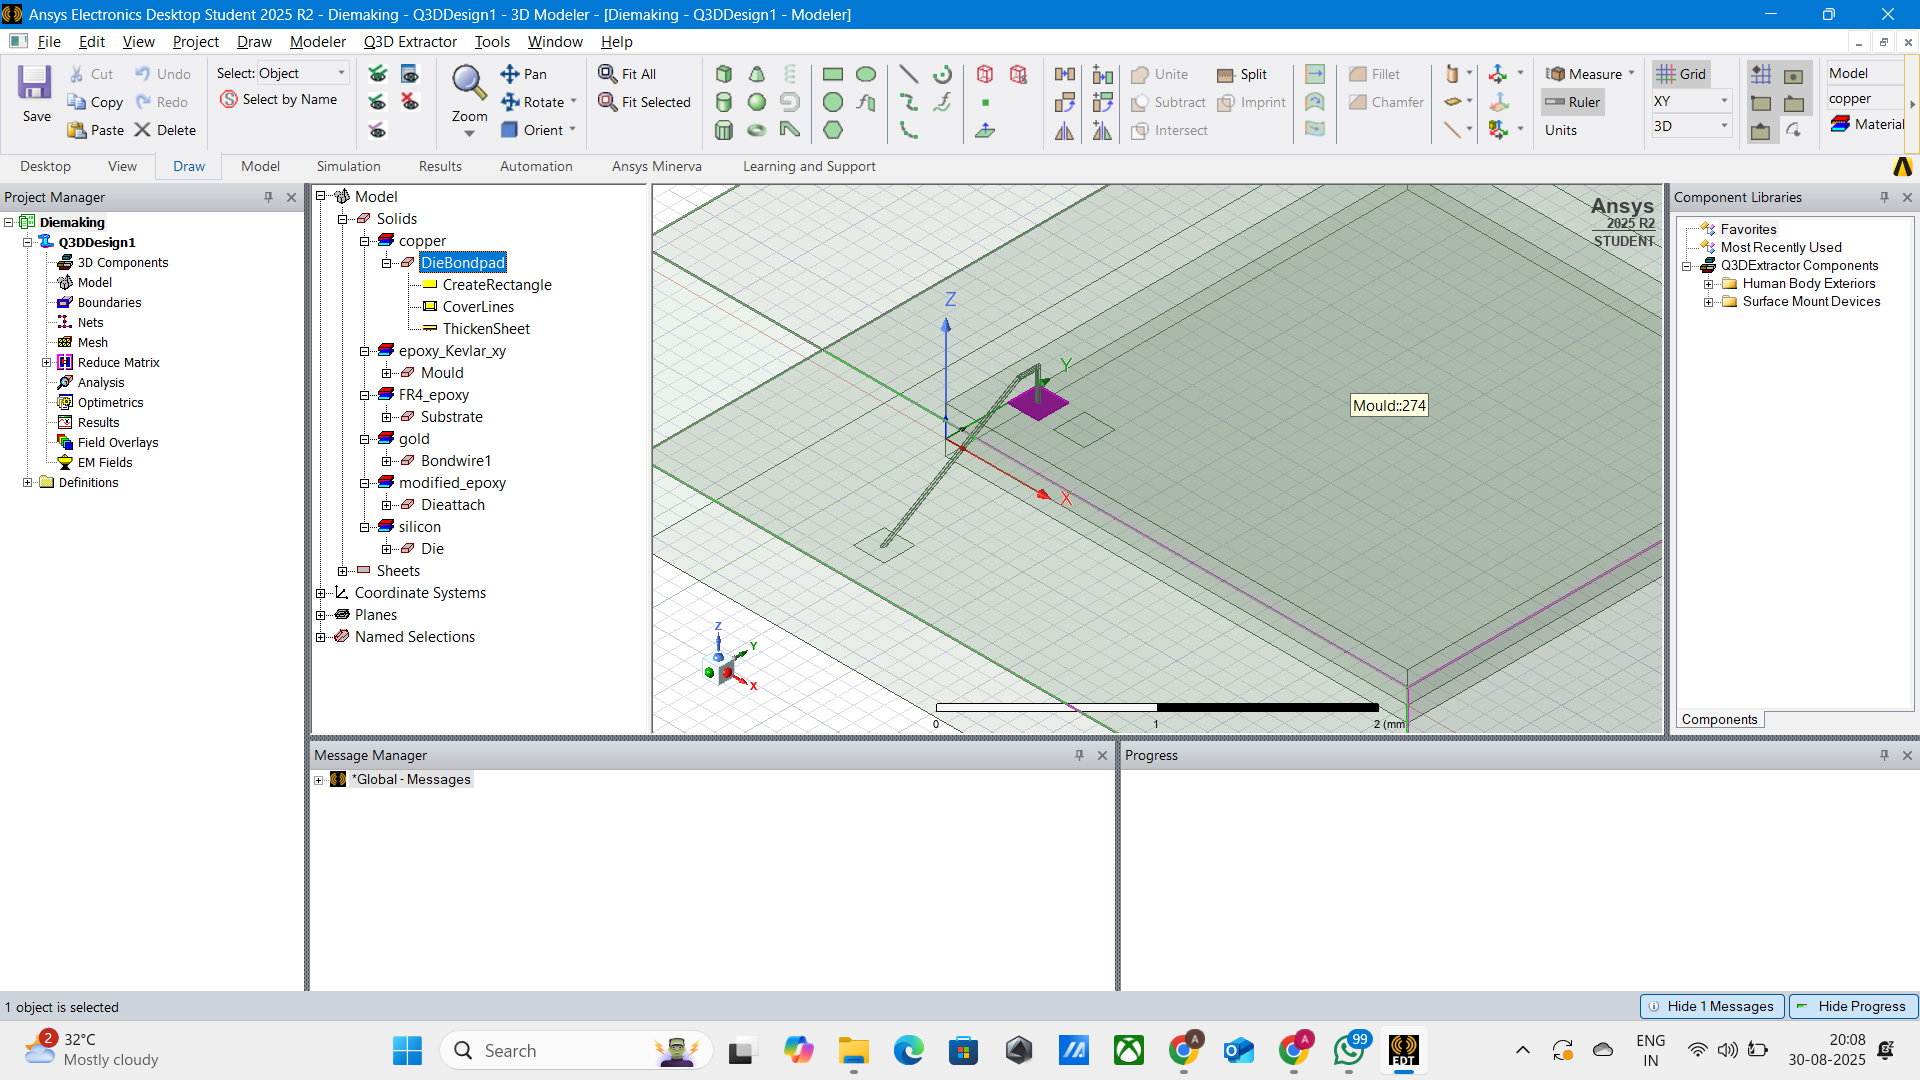 Ansys Electronics Desktop Student 2025 R2 - Diemaking - Q3DDesign1 - 3D Modeler - [Diemaking - Q3DDesign1 - Modeler]
File Edit View Project Draw Modeler Q3D Extractor Tools Window Help
Save
Cut
Copy
Paste
Undo
Redo
Delete
Select: Object
Select by Name
Zoom
Pan
Rotate
Orient
Fit All
Fit Selected
Unite
Subtract
Intersect
Split
Imprint
Fillet
Chamfer
Measure
Ruler
Units
Grid
XY
3D
Model
copper
Material
Desktop View Draw Model Simulation Results Automation Ansys Minerva Learning and Support
Project Manager
Diemaking
Q3DDesign1
3D Components
Model
Boundaries
Nets
Mesh
Reduce Matrix
Analysis
Optimetrics
Results
Field Overlays
EM Fields
Definitions
Model
Solids
copper
DieBondpad
CreateRectangle
CoverLines
ThickenSheet
epoxy_Kevlar_xy
Mould
FR4_epoxy
Substrate
gold
Bondwire1
modified_epoxy
Dieattach
silicon
Die
Sheets
Coordinate Systems
Planes
Named Selections
Ansys
2025 R2
STUDENT
Z
Y
X
Mould::274
Z
Y
X
0 1 2 (mm
Component Libraries
Favorites
Most Recently Used
Q3DExtractor Components
Human Body Exteriors
Surface Mount Devices
Components
Message Manager
*Global - Messages
Progress
1 object is selected
Hide 1 Messages
Hide Progress
2
32°C
Mostly cloudy
Search
A
A
99
EDT
ENG
IN
20:08
30-08-2025